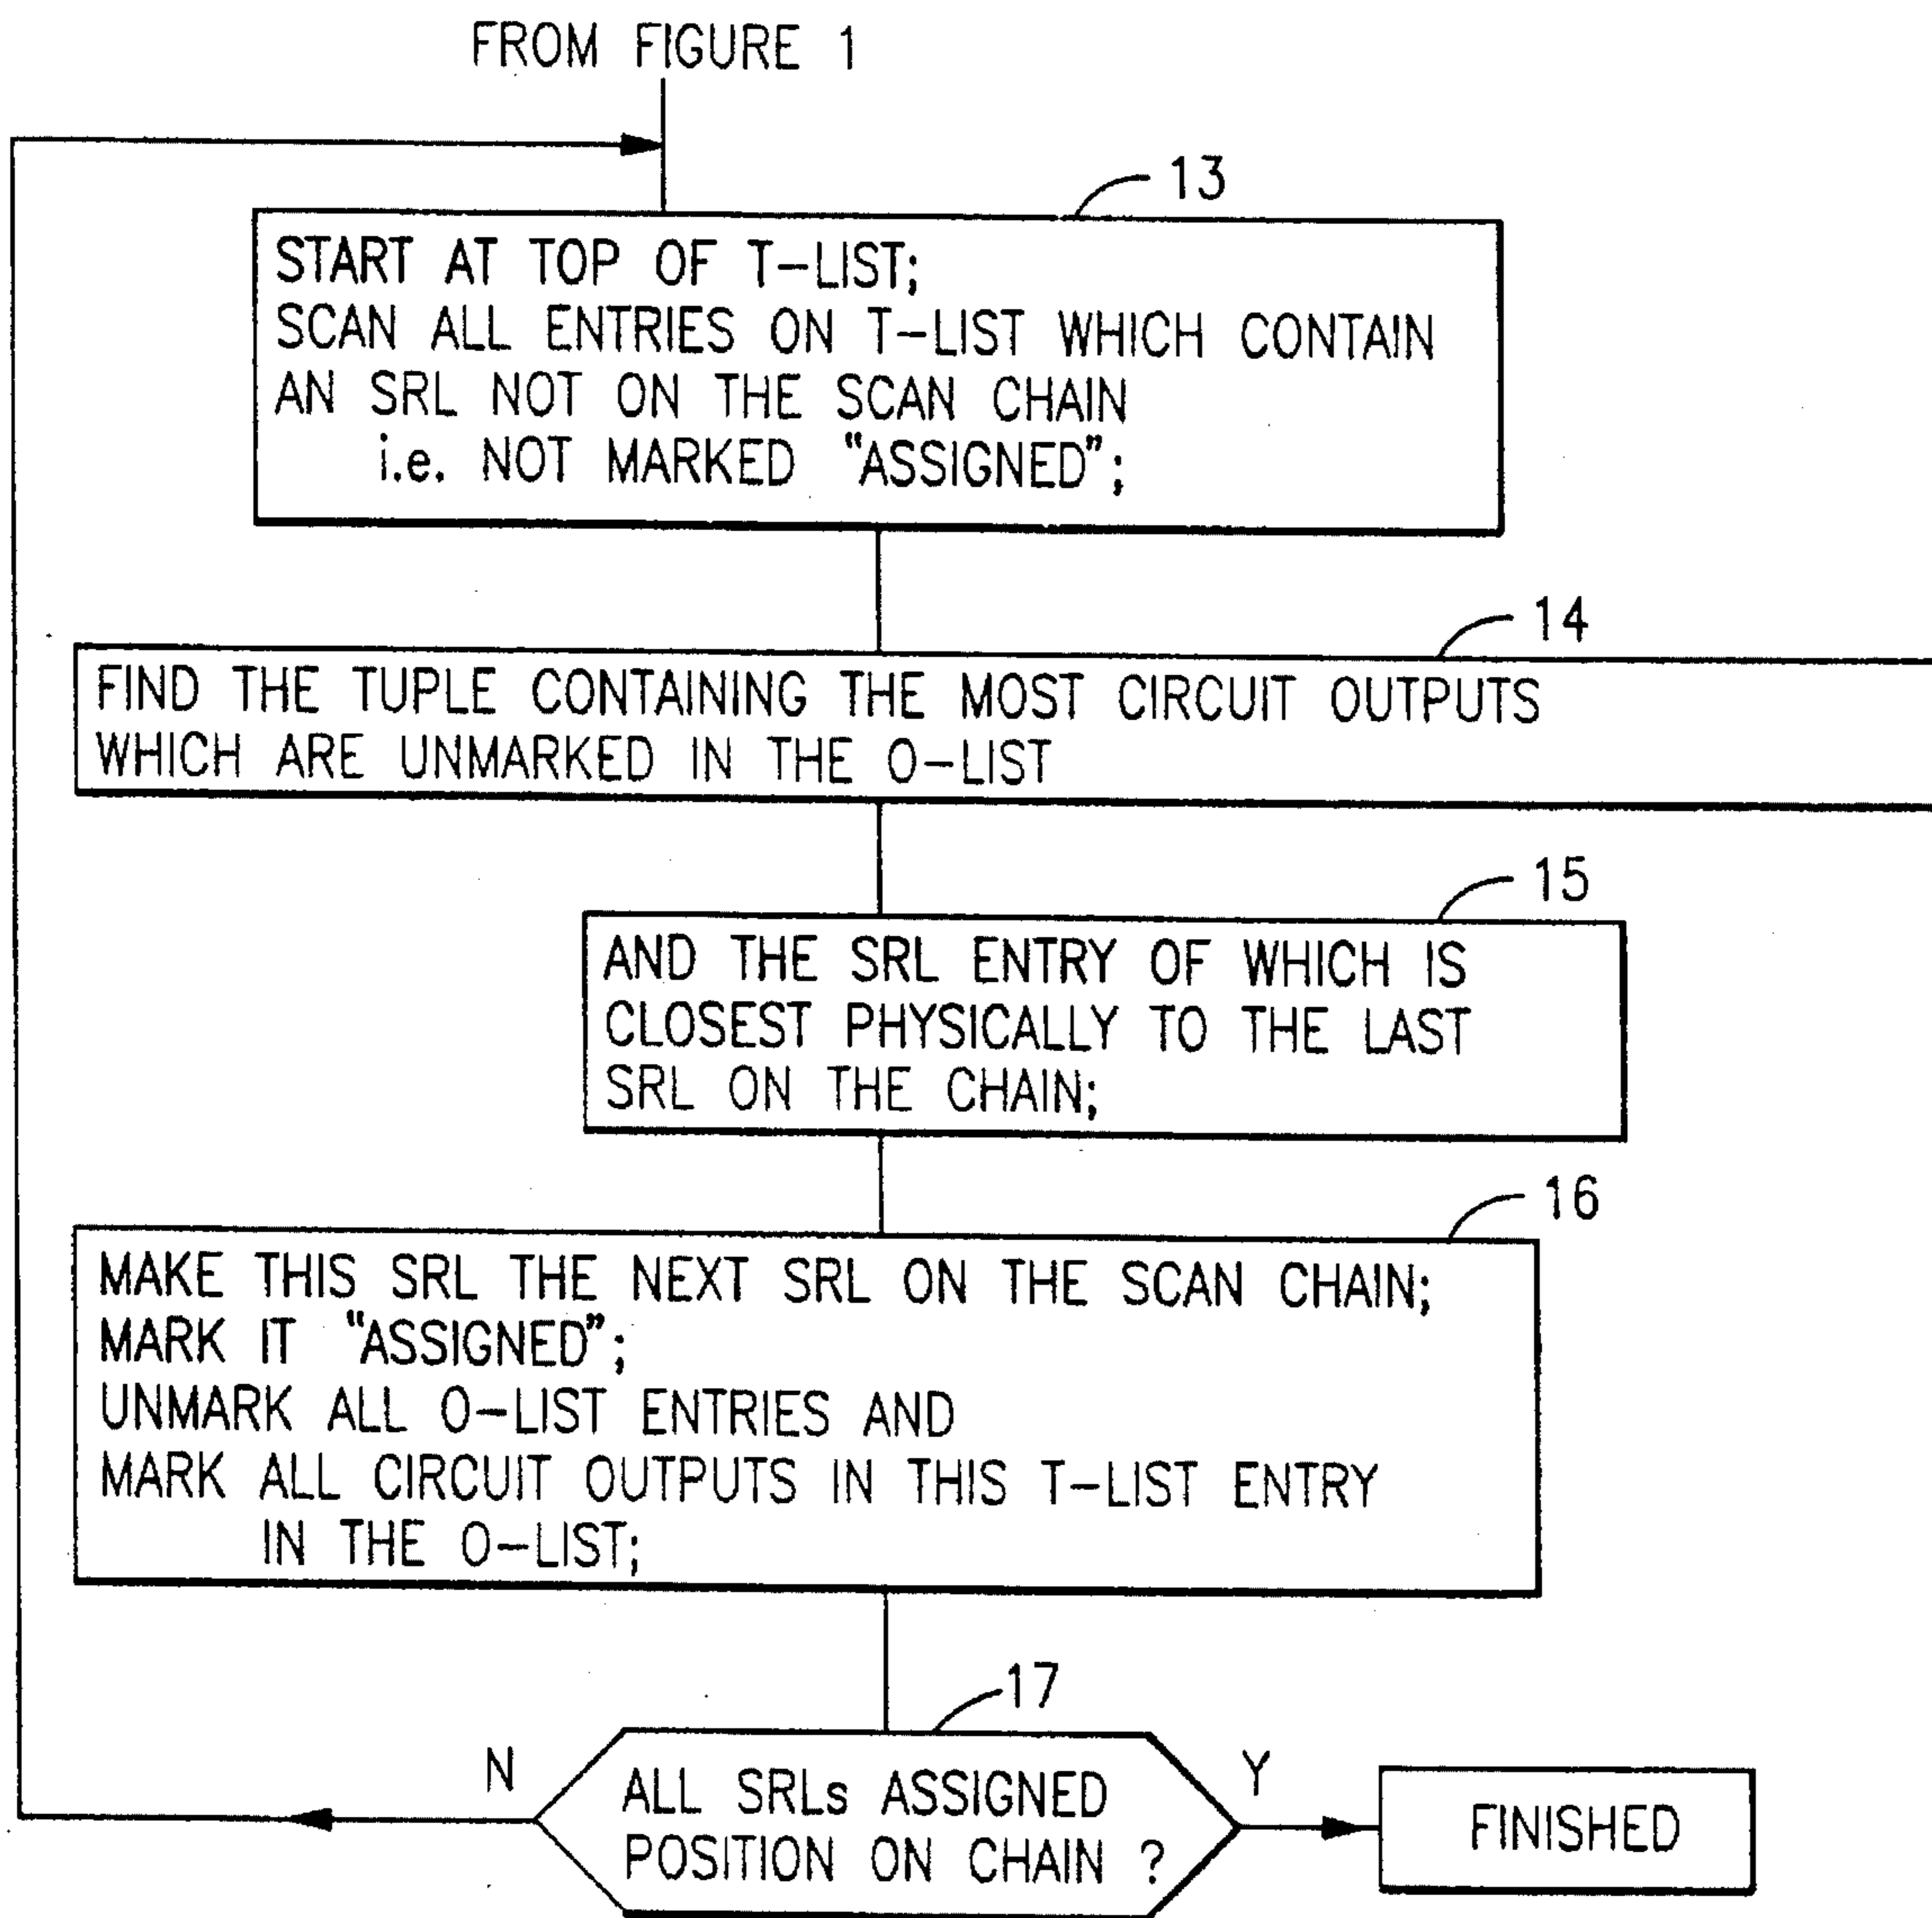 FROM FIGURE 1
13
START AT TOP OF T-LIST;
SCAN ALL ENTRIES ON T-LIST WHICH CONTAIN
AN SRL NOT ON THE SCAN CHAIN
i.e. NOT MARKED "ASSIGNED";
14
FIND THE TUPLE CONTAINING THE MOST CIRCUIT OUTPUTS
WHICH ARE UNMARKED IN THE O-LIST
15
AND THE SRL ENTRY OF WHICH IS
CLOSEST PHYSICALLY TO THE LAST
SRL ON THE CHAIN;
16
MAKE THIS SRL THE NEXT SRL ON THE SCAN CHAIN;
MARK IT "ASSIGNED";
UNMARK ALL O-LIST ENTRIES AND
MARK ALL CIRCUIT OUTPUTS IN THIS T-LIST ENTRY
IN THE O-LIST;
17
N
Y
ALL SRLs ASSIGNED
POSITION ON CHAIN ?
FINISHED